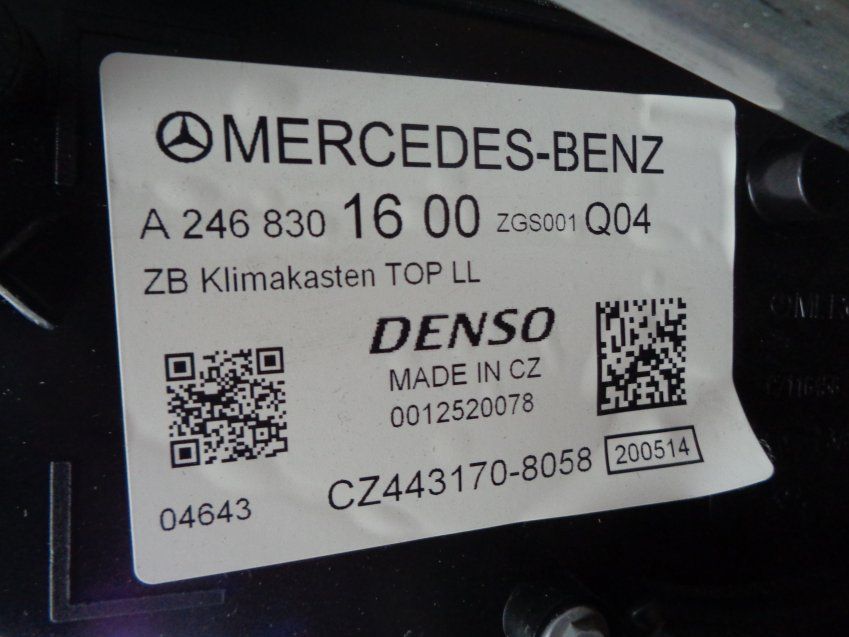 MERCEDES-BENZ
A 246 830 16 00 ZGS001 Q04
ZB Klimakasten TOP LL
DENSO
MADE IN CZ
0012520078
CZ443170-8058 200514
04643